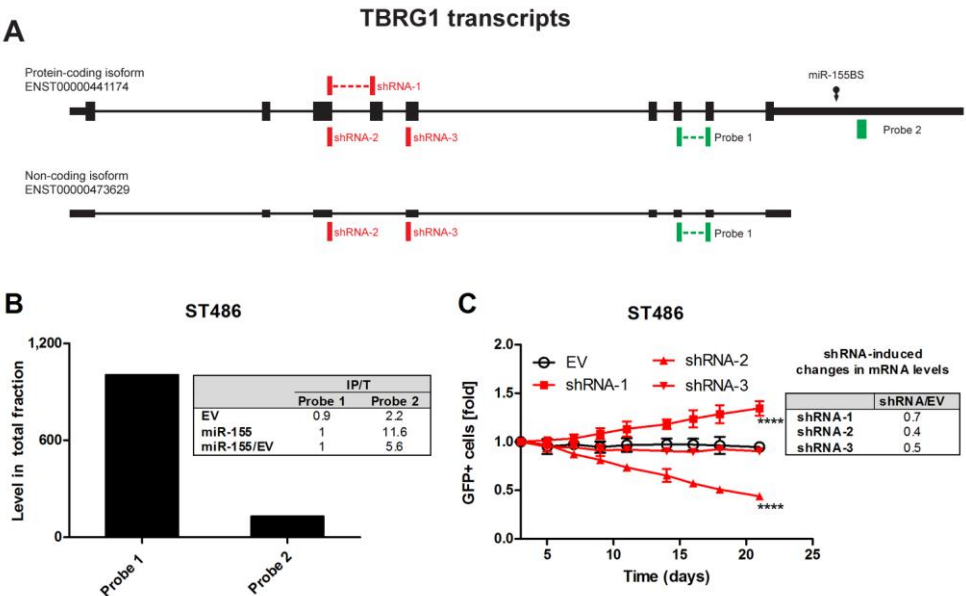 TBRG1 transcripts
A
Protein-coding isoform
ENST00000441174
shRNA-1
miR-155BS
shRNA-2
shRNA-3
Probe 1
Probe 2
Non-coding isoform
ENST00000473629
shRNA-2
shRNA-3
Probe 1
B
ST486
Level in total fraction
1,200
600
0
Probe 1
Probe 2
IP/T
Probe 1 Probe 2
EV 0.9 2.2
miR-155 1 11.6
miR-155/EV 1 5.6
C
ST486
GFP+ cells [fold]
2.0
1.5
1.0
0.5
0.0
EV
shRNA-1
shRNA-2
shRNA-3
****
****
5 10 15 20 25
Time (days)
shRNA-induced
changes in mRNA levels
shRNA/EV
shRNA-1 0.7
shRNA-2 0.4
shRNA-3 0.5